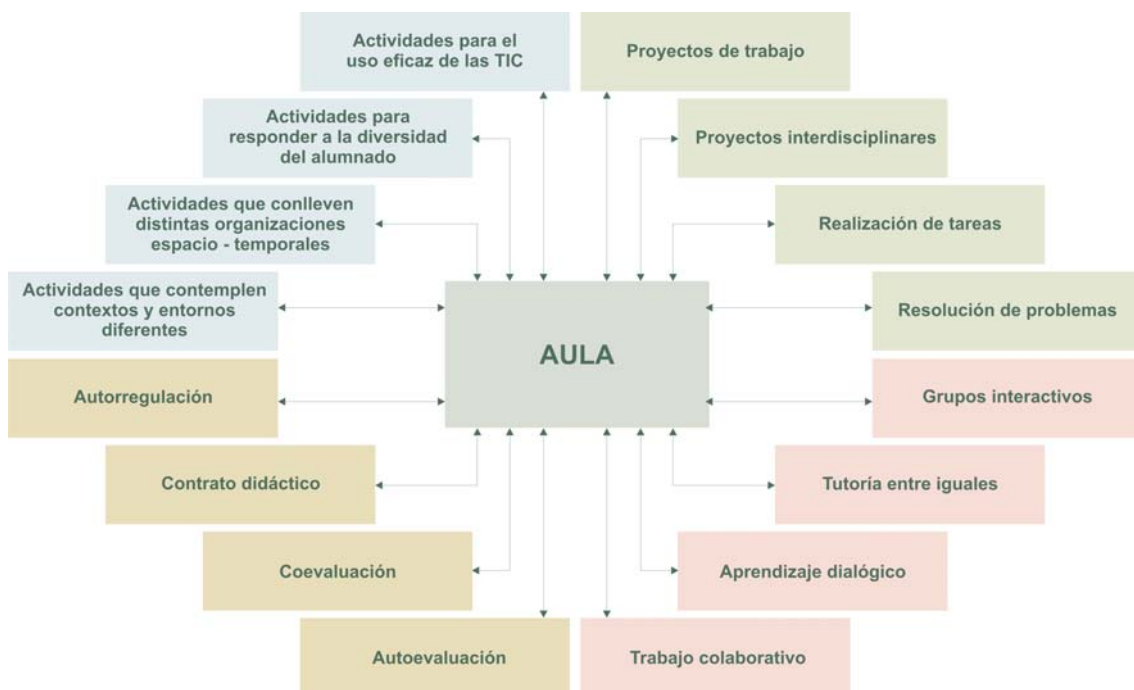 Actividades para el
uso eficaz de las TIC
Proyectos de trabajo
Actividades para
responder a la diversidad
del alumnado
Proyectos interdisciplinares
Actividades que conlleven
distintas organizaciones
espacio - temporales
Realización de tareas
Actividades que contemplen
contextos y entornos
diferentes
Resolución de problemas
AULA
Autorregulación
Grupos interactivos
Contrato didáctico
Tutoría entre iguales
Coevaluación
Aprendizaje dialógico
Autoevaluación
Trabajo colaborativo